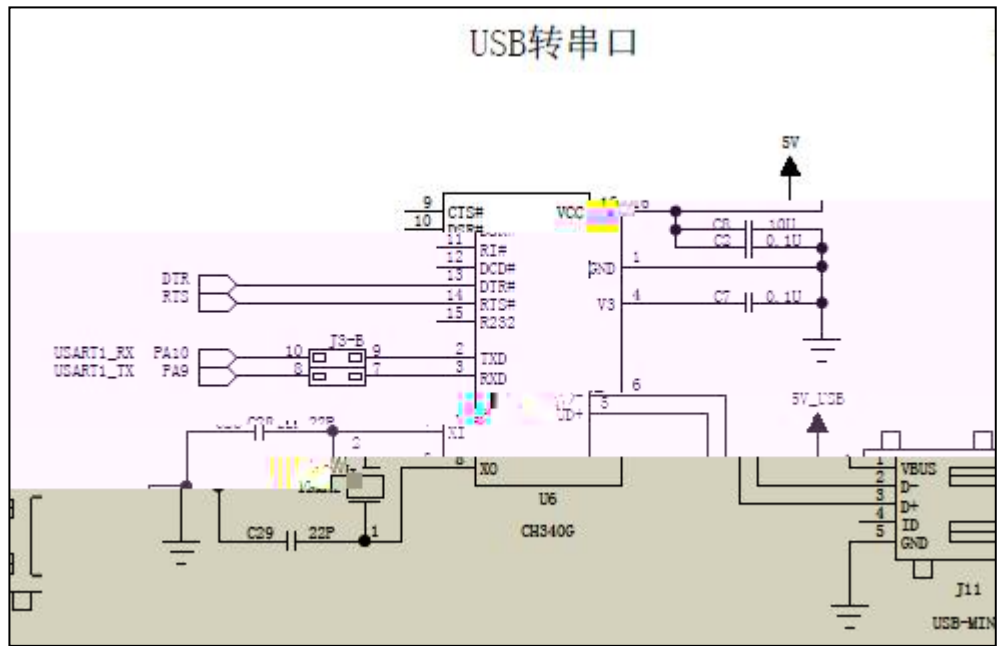 USB转串口
5V
9 CTS# VCC
10
11 RI#
12 DCD# GND 1
13 DTR#
14 RTS# V3 4
15 R232
10U
C2 0.1U
C7 0.1U
DTR
RTS
J3-B
USART1_RX PA10 10 9 2 TXD
USART1_TX PA9 8 7 3 RXD
6
UD+ 5
5V_USB
XI
2
8 XO
C29 22P 1
U6
CH340G
1 VBUS
2 D-
3 D+
4 ID
5 GND
J11
USB-MIN